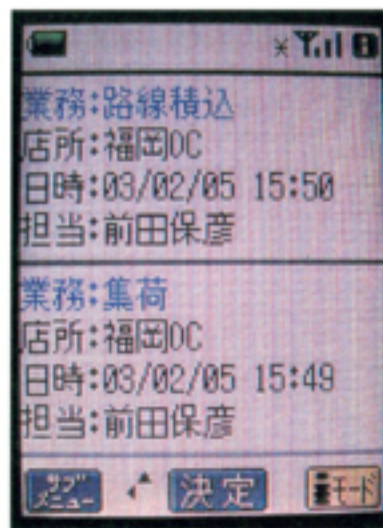 業務:路線積込
店所:福岡DC
日時:03/02/05 15:50
担当:前田保彦
業務:集荷
店所:福岡DC
日時:03/02/05 15:49
担当:前田保彦
サブメニュー 決定 モード